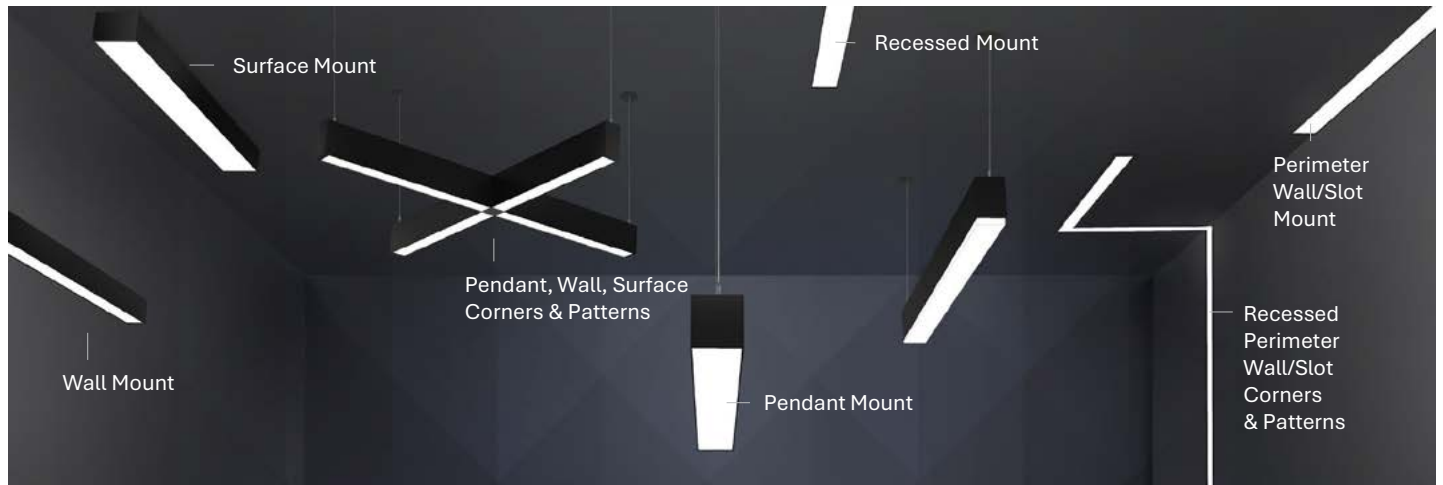 Surface Mount
Recessed Mount
Perimeter
Wall/Slot
Mount
Pendant, Wall, Surface
Corners & Patterns
Recessed
Perimeter
Wall/Slot
Corners
& Patterns
Wall Mount
Pendant Mount